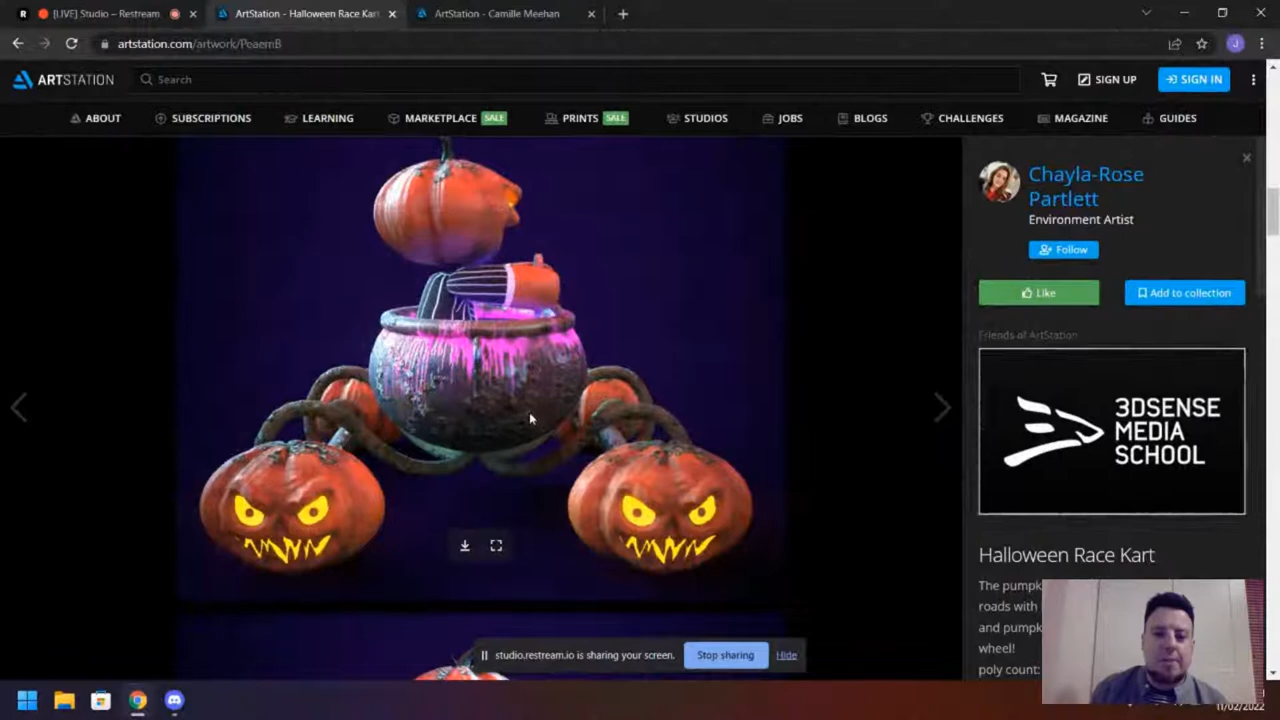 [LIVE] Studio – Restream
ArtStation - Halloween Race Kart
ArtStation - Camille Meehan
artstation.com/artwork/PeaemB
J
ARTSTATION
Search
SIGN UP
SIGN IN
ABOUT
SUBSCRIPTIONS
LEARNING
MARKETPLACE SALE
PRINTS SALE
STUDIOS
JOBS
BLOGS
CHALLENGES
MAGAZINE
GUIDES
Chayla-Rose
Partlett
Environment Artist
Follow
Like
Add to collection
Friends of ArtStation
3DSENSE
MEDIA
SCHOOL
Halloween Race Kart
The
roads with
and
wheel!
poly count:
studio.restream.io is sharing your screen.
Stop sharing
Hide
11/02/2022